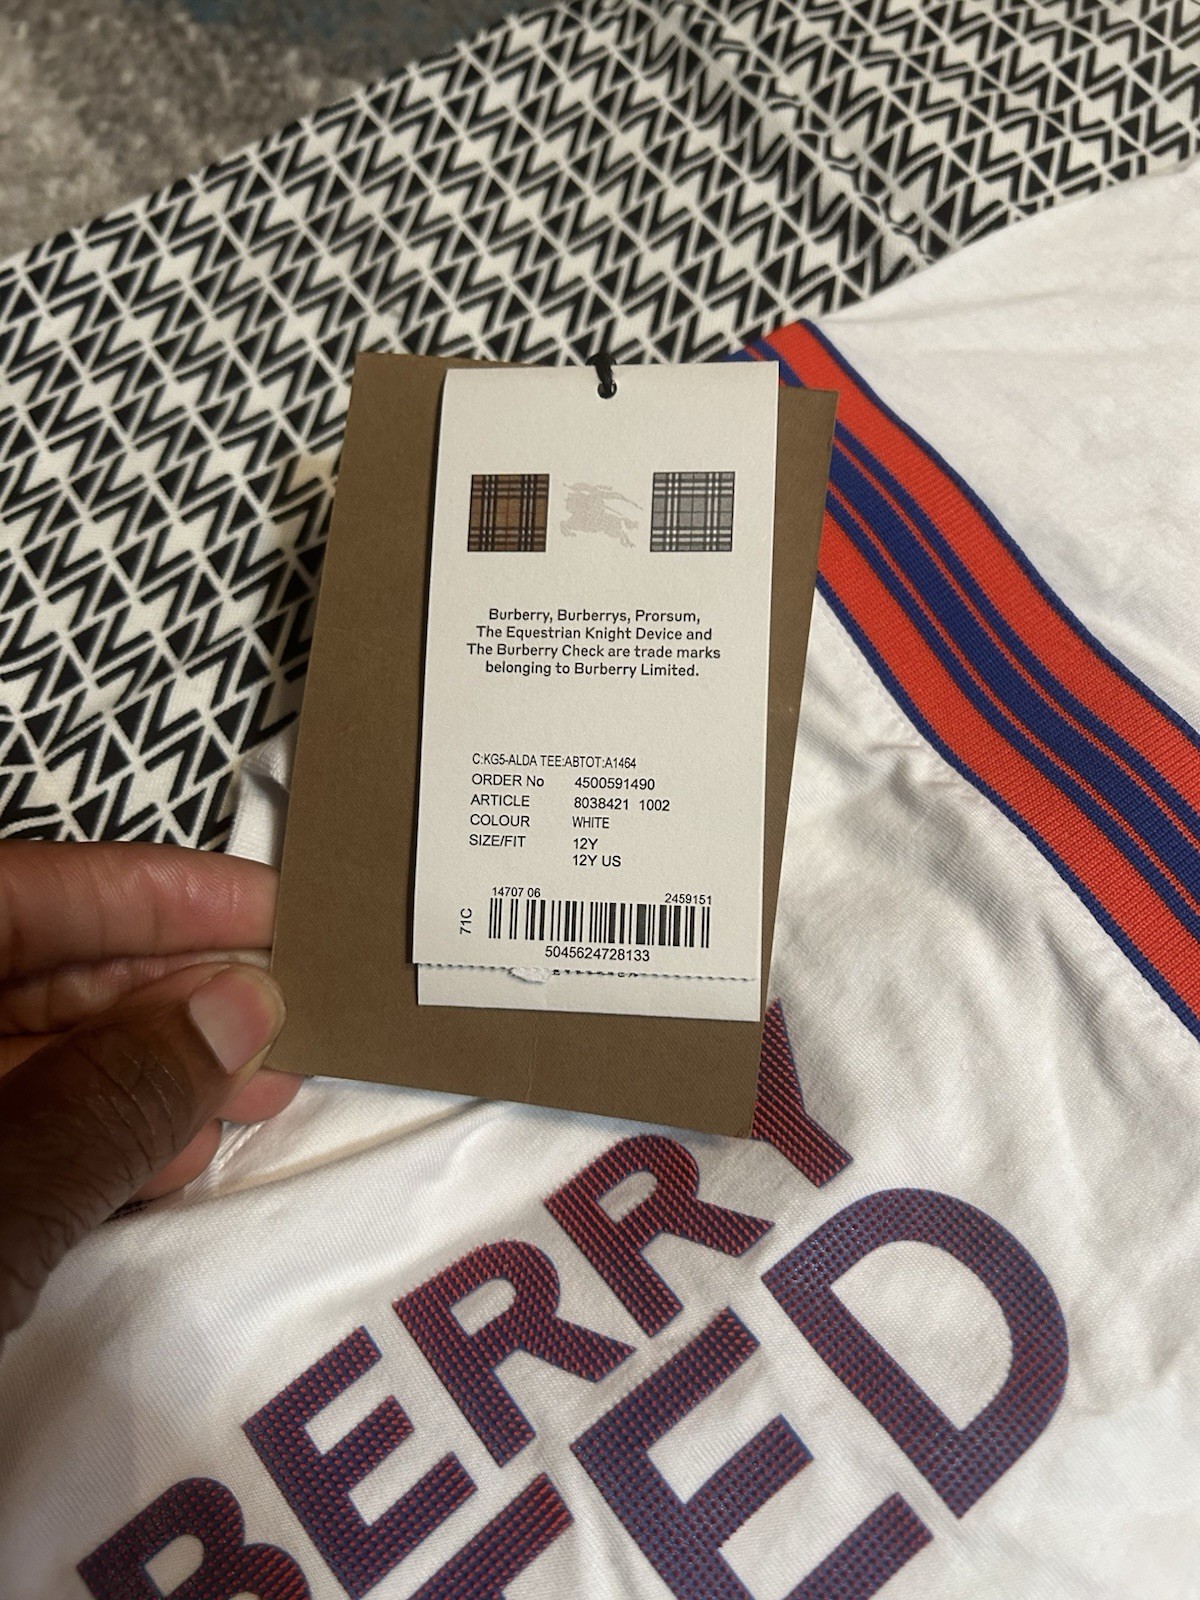 Burberry, Burberrys, Prorsum,
The Equestrian Knight Device and
The Burberry Check are trade marks
belonging to Burberry Limited.
C:KG5-ALDA TEE:ABTOT:A1464
ORDER No 4500591490
ARTICLE 8038421 1002
COLOUR WHITE
SIZE/FIT 12Y
12Y US
14707 06 2459151
71C
5045624728133
BERRY
ED